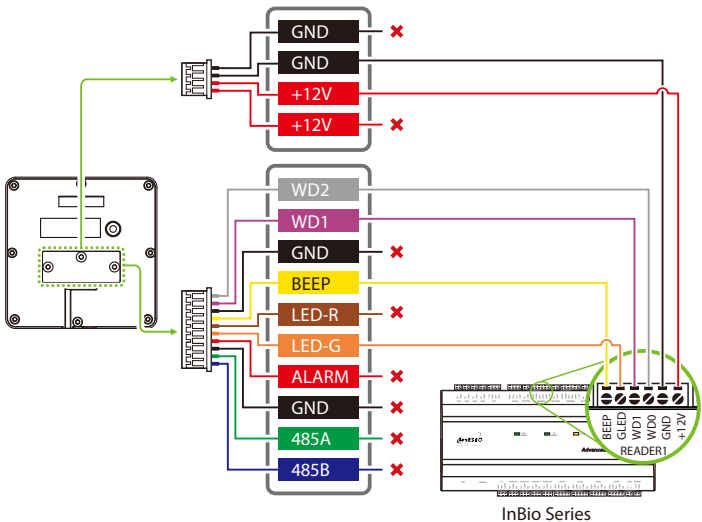 GND
GND
+12V
+12V
WD2
WD1
GND
BEEP
LED-R
LED-G
ALARM
GND
485A
485B
BEEP
GLED
WD1
WD0
GND
+12V
READER1
Advanced
InBio Series